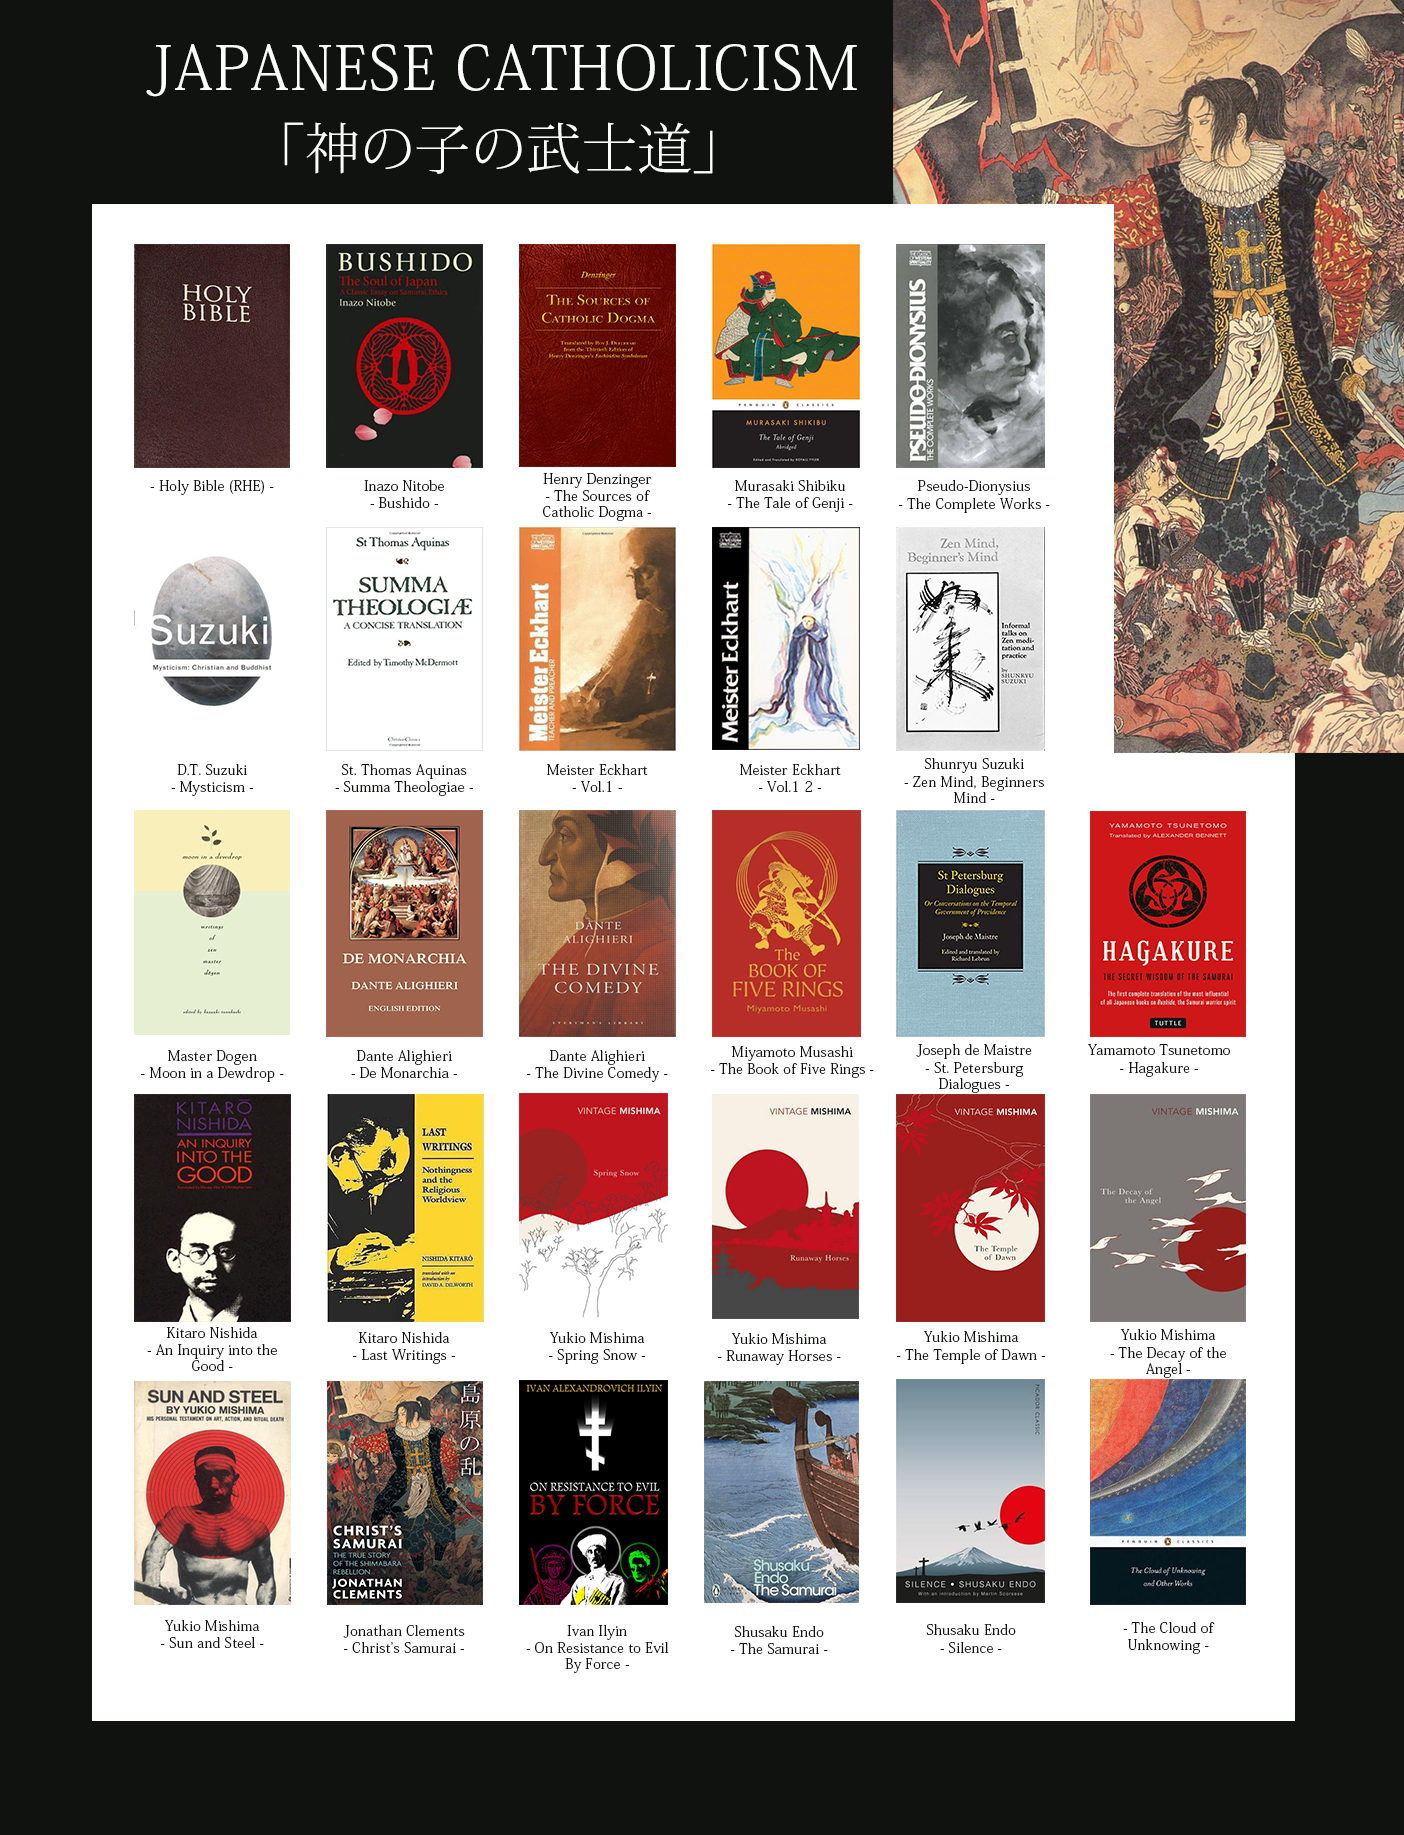 JAPANESE CATHOLICISM
「神の子の武士道」
HOLY
BIBLE
- Holy Bible (RHE) -
BUSHIDO
The Soul of Japan
A Classic Essay on Samurai Ethics
Inazo Nitobe
Inazo Nitobe
- Bushido -
Denzinger
THE SOURCES OF
CATHOLIC DOGMA
Translated by Roy J. Deferrari
from the Thirtieth Edition of
Henry Denzinger's Enchiridion Symbolorum
Henry Denzinger
- The Sources of
Catholic Dogma -
PENGUIN CLASSICS
MURASAKI SHIKIBU
The Tale of Genji
Abridged
Edited and Translated by ROYALL TYLER
Murasaki Shibiku
- The Tale of Genji -
PSEUDO-DIONYSIUS
THE COMPLETE WORKS
Pseudo-Dionysius
- The Complete Works -
Suzuki
Mysticism: Christian and Buddhist
D.T. Suzuki
- Mysticism -
St Thomas Aquinas
SUMMA
THEOLOGIÆ
A CONCISE TRANSLATION
Edited by Timothy McDermott
Christian Classics
St. Thomas Aquinas
- Summa Theologiae -
Meister Eckhart
TEACHER AND PREACHER
Meister Eckhart
- Vol.1 -
Meister Eckhart
Meister Eckhart
- Vol.1 2 -
Zen Mind,
Beginner's Mind
Informal
talks on
Zen medi-
tation and
practice
by
SHUNRYU
SUZUKI
Shunryu Suzuki
- Zen Mind, Beginners
Mind -
moon in a dewdrop
writings
of
zen
master
dōgen
edited by kazuaki tanahashi
Master Dogen
- Moon in a Dewdrop -
DE MONARCHIA
DANTE ALIGHIERI
ENGLISH EDITION
Dante Alighieri
- De Monarchia -
DANTE
ALIGHIERI
THE DIVINE
COMEDY
EVERYMAN'S LIBRARY
Dante Alighieri
- The Divine Comedy -
The
BOOK OF
FIVE RINGS
Miyamoto Musashi
Miyamoto Musashi
- The Book of Five Rings -
St Petersburg
Dialogues
Or Conversations on the Temporal
Government of Providence
Joseph de Maistre
Edited and translated by
Richard Lebrun
Joseph de Maistre
- St. Petersburg
Dialogues -
YAMAMOTO TSUNETOMO
Translated by ALEXANDER BENNETT
HAGAKURE
THE SECRET WISDOM OF THE SAMURAI
The first complete translation of the most influential
of all Japanese books on Bushido, the Samurai warrior spirit
TUTTLE
Yamamoto Tsunetomo
- Hagakure -
KITARŌ
NISHIDA
AN INQUIRY
INTO THE
GOOD
Kitaro Nishida
- An Inquiry into the
Good -
LAST
WRITINGS
Nothingness
and the
Religious
Worldview
NISHIDA KITARŌ
translated with an
introduction by
DAVID A. DILWORTH
Kitaro Nishida
- Last Writings -
VINTAGE MISHIMA
Spring Snow
Yukio Mishima
- Spring Snow -
VINTAGE MISHIMA
Runaway Horses
Yukio Mishima
- Runaway Horses -
VINTAGE MISHIMA
The Temple
of Dawn
Yukio Mishima
- The Temple of Dawn -
VINTAGE MISHIMA
The Decay of
the Angel
Yukio Mishima
- The Decay of the
Angel -
SUN AND STEEL
BY YUKIO MISHIMA
HIS PERSONAL TESTAMENT ON ART, ACTION, AND RITUAL DEATH
Yukio Mishima
- Sun and Steel -
島原の乱
CHRIST'S
SAMURAI
THE TRUE STORY
OF THE SHIMABARA
REBELLION
JONATHAN
CLEMENTS
Jonathan Clements
- Christ's Samurai -
IVAN ALEXANDROVICH ILYIN
ON RESISTANCE TO EVIL
BY FORCE
Ivan Ilyin
- On Resistance to Evil
By Force -
Shusaku
Endo
The Samurai
Shusaku Endo
- The Samurai -
PICADOR CLASSIC
SILENCE • SHUSAKU ENDO
With an introduction by Martin Scorsese
Shusaku Endo
- Silence -
PENGUIN CLASSICS
The Cloud of Unknowing
and Other Works
- The Cloud of
Unknowing -